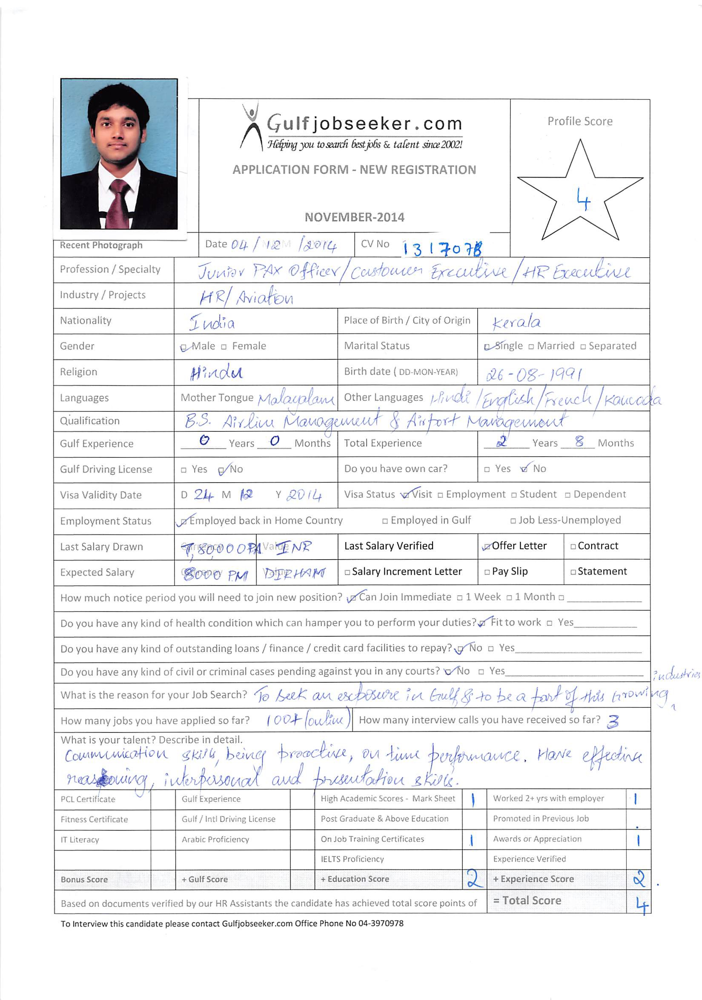 Gulfjobseeker.com
Helping you to search best jobs & talent since 2002!
APPLICATION FORM - NEW REGISTRATION
NOVEMBER-2014
Profile Score
4
Recent Photograph
Date 04 / 12 /2014 CV No 131707
Profession / Specialty Junior PAX Officer/Customer Executive/HR Executive
Industry / Projects HR/ Aviation
Nationality India Place of Birth / City of Origin Kerala
Gender Male Female Marital Status Single Married Separated
Religion Hindu Birth date ( DD-MON-YEAR) 26-08-1991
Languages Mother Tongue Malayalam Other Languages Hindi/English/French/Kannada
Qualification B.S. Airline Management & Airport Management
Gulf Experience 0 Years 0 Months Total Experience 2 Years 8 Months
Gulf Driving License Yes No Do you have own car? Yes No
Visa Validity Date D 24 M 12 Y 2014 Visa Status Visit Employment Student Dependent
Employment Status Employed back in Home Country Employed in Gulf Job Less-Unemployed
Last Salary Drawn INR Last Salary Verified Offer Letter Contract
Expected Salary 8000 PM DIRHAM Salary Increment Letter Pay Slip Statement
How much notice period you will need to join new position? Can Join Immediate 1 Week 1 Month
Do you have any kind of health condition which can hamper you to perform your duties? Fit to work Yes
Do you have any kind of outstanding loans / finance / credit card facilities to repay? No Yes
Do you have any kind of civil or criminal cases pending against you in any courts? No Yes
What is the reason for your Job Search? To seek an exposure in Gulf & to be a part of this Growing industries
How many jobs you have applied so far? 100+ (online) How many interview calls you have received so far? 3
What is your talent? Describe in detail.
Communication skills, being proactive, on time performance. Have effective
reasoning, interpersonal and presentation skills.
PCL Certificate Gulf Experience High Academic Scores - Mark Sheet 1 Worked 2+ yrs with employer 1
Fitness Certificate Gulf / Intl Driving License Post Graduate & Above Education Promoted in Previous Job
IT Literacy Arabic Proficiency On Job Training Certificates 1 Awards or Appreciation 1
IELTS Proficiency Experience Verified
Bonus Score + Gulf Score + Education Score 2 + Experience Score 2
Based on documents verified by our HR Assistants the candidate has achieved total score points of = Total Score 4
To Interview this candidate please contact Gulfjobseeker.com Office Phone No 04-3970978